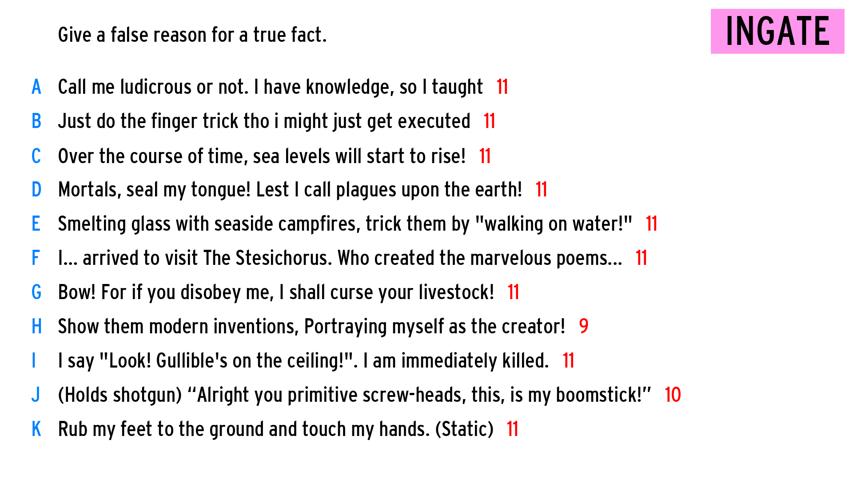 Give a false reason for a true fact.
INGATE
A Call me ludicrous or not. I have knowledge, so I taught 11
B Just do the finger trick tho i might just get executed 11
C Over the course of time, sea levels will start to rise! 11
D Mortals, seal my tongue! Lest I call plagues upon the earth! 11
E Smelting glass with seaside campfires, trick them by "walking on water!" 11
F I... arrived to visit The Stesichorus. Who created the marvelous poems... 11
G Bow! For if you disobey me, I shall curse your livestock! 11
H Show them modern inventions, Portraying myself as the creator! 9
I I say "Look! Gullible's on the ceiling!". I am immediately killed. 11
J (Holds shotgun) “Alright you primitive screw-heads, this, is my boomstick!” 10
K Rub my feet to the ground and touch my hands. (Static) 11